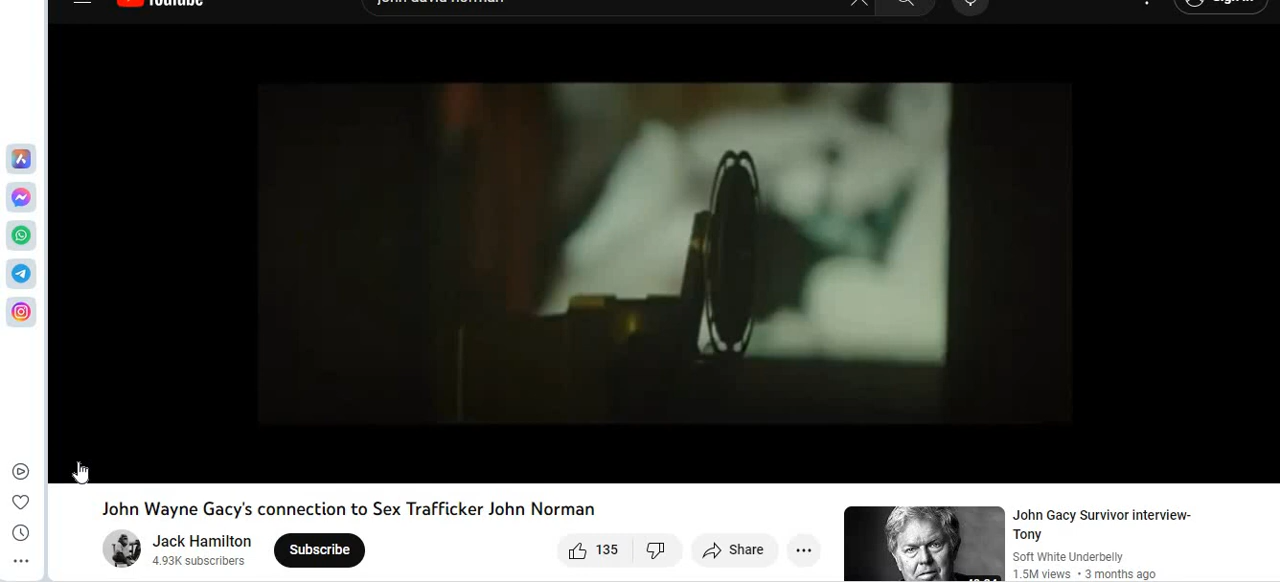 John Wayne Gacy's connection to Sex Trafficker John Norman
Jack Hamilton
4.93K subscribers
Subscribe
135
Share
John Gacy Survivor interview-
Tony
Soft White Underbelly
1.5M views • 3 months ago